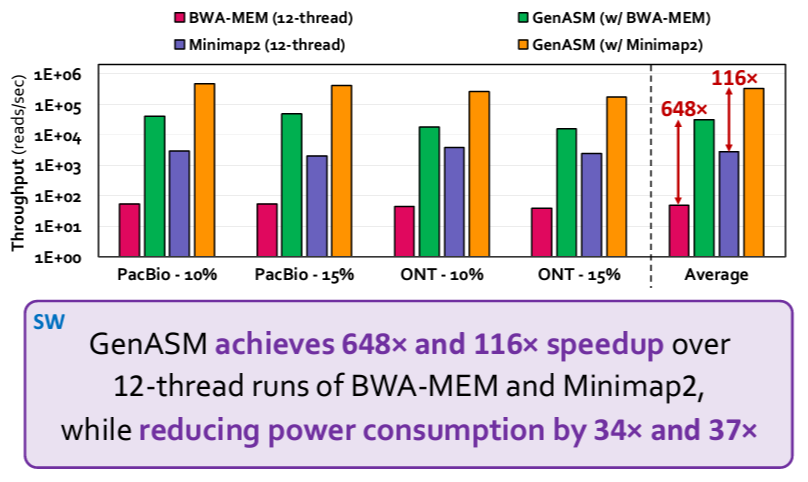 BWA-MEM (12-thread)
GenASM (w/ BWA-MEM)
Minimap2 (12-thread)
GenASM (w/ Minimap2)
Throughput (reads/sec)
1E+06
1E+05
1E+04
1E+03
1E+02
1E+01
1E+00
648×
116×
PacBio - 10%
PacBio - 15%
ONT - 10%
ONT - 15%
Average
SW
GenASM achieves 648× and 116× speedup over
12-thread runs of BWA-MEM and Minimap2,
while reducing power consumption by 34× and 37×